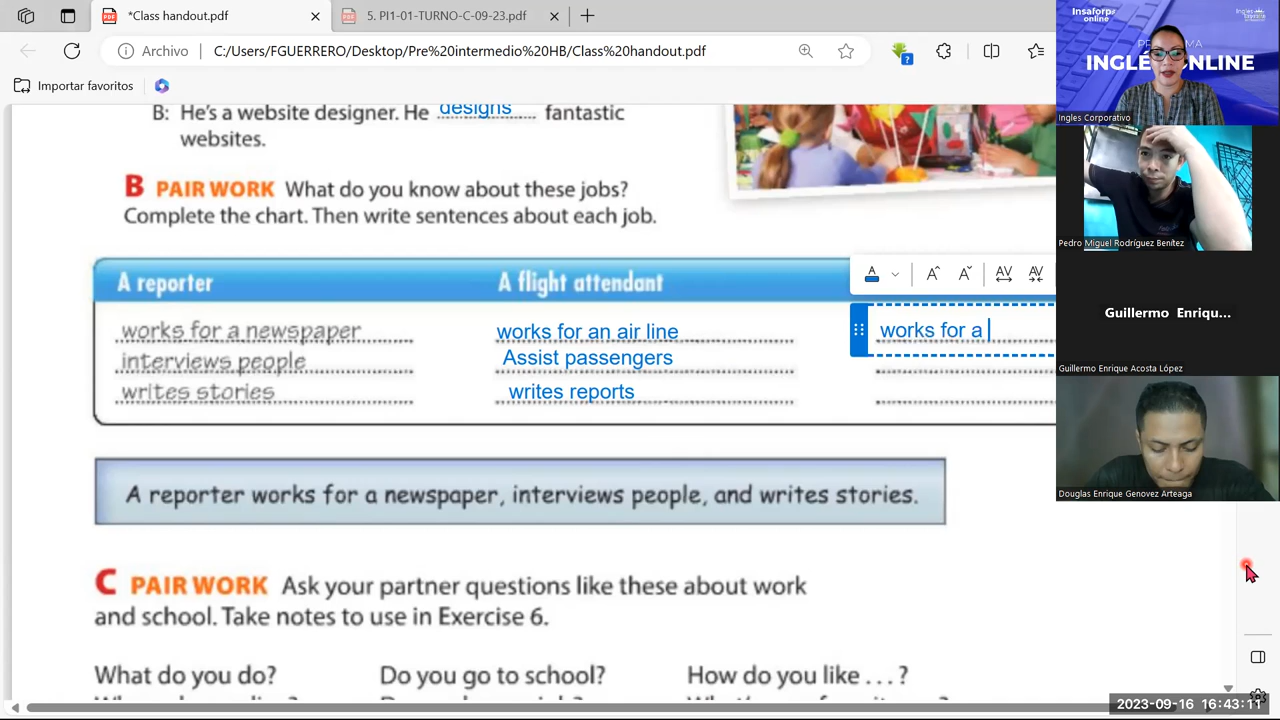 *Class handout.pdf
5. PI1-01-TURNO-C-09-23.pdf
Archivo
C:/Users/FGUERRERO/Desktop/Pre%20intermedio%20HB/Class%20handout.pdf
Importar favoritos
B: He's a website designer. He designs fantastic
websites.
B PAIR WORK What do you know about these jobs?
Complete the chart. Then write sentences about each job.
A reporter
A flight attendant
works for a newspaper
works for an air line
works for a
interviews people
Assist passengers
writes stories
writes reports
A reporter works for a newspaper, interviews people, and writes stories.
C PAIR WORK Ask your partner questions like these about work
and school. Take notes to use in Exercise 6.
What do you do?
Do you go to school?
How do you like . . . ?
Insaforp
online
INGLÉS ONLINE
Ingles Corporativo
Pedro Miguel Rodríguez Benítez
Guillermo Enriqu...
Guillermo Enrique Acosta López
Douglas Enrique Genovez Arteaga
2023-09-16 16:43:11